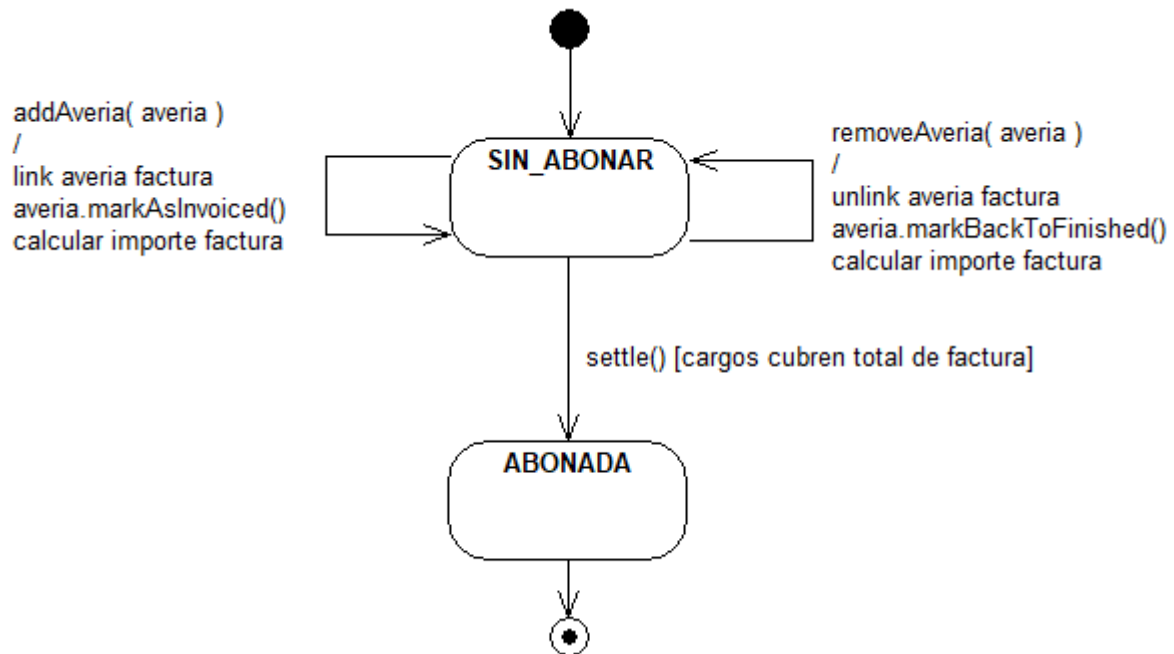 addAveria( averia )
/
link averia factura
averia.markAsInvoiced()
calcular importe factura
SIN_ABONAR
removeAveria( averia )
/
unlink averia factura
averia.markBackToFinished()
calcular importe factura
settle() [cargos cubren total de factura]
ABONADA